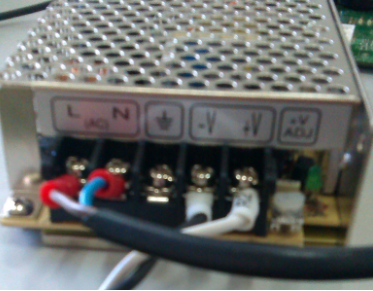 L N
(AC)
-V +V
+V
ADJ